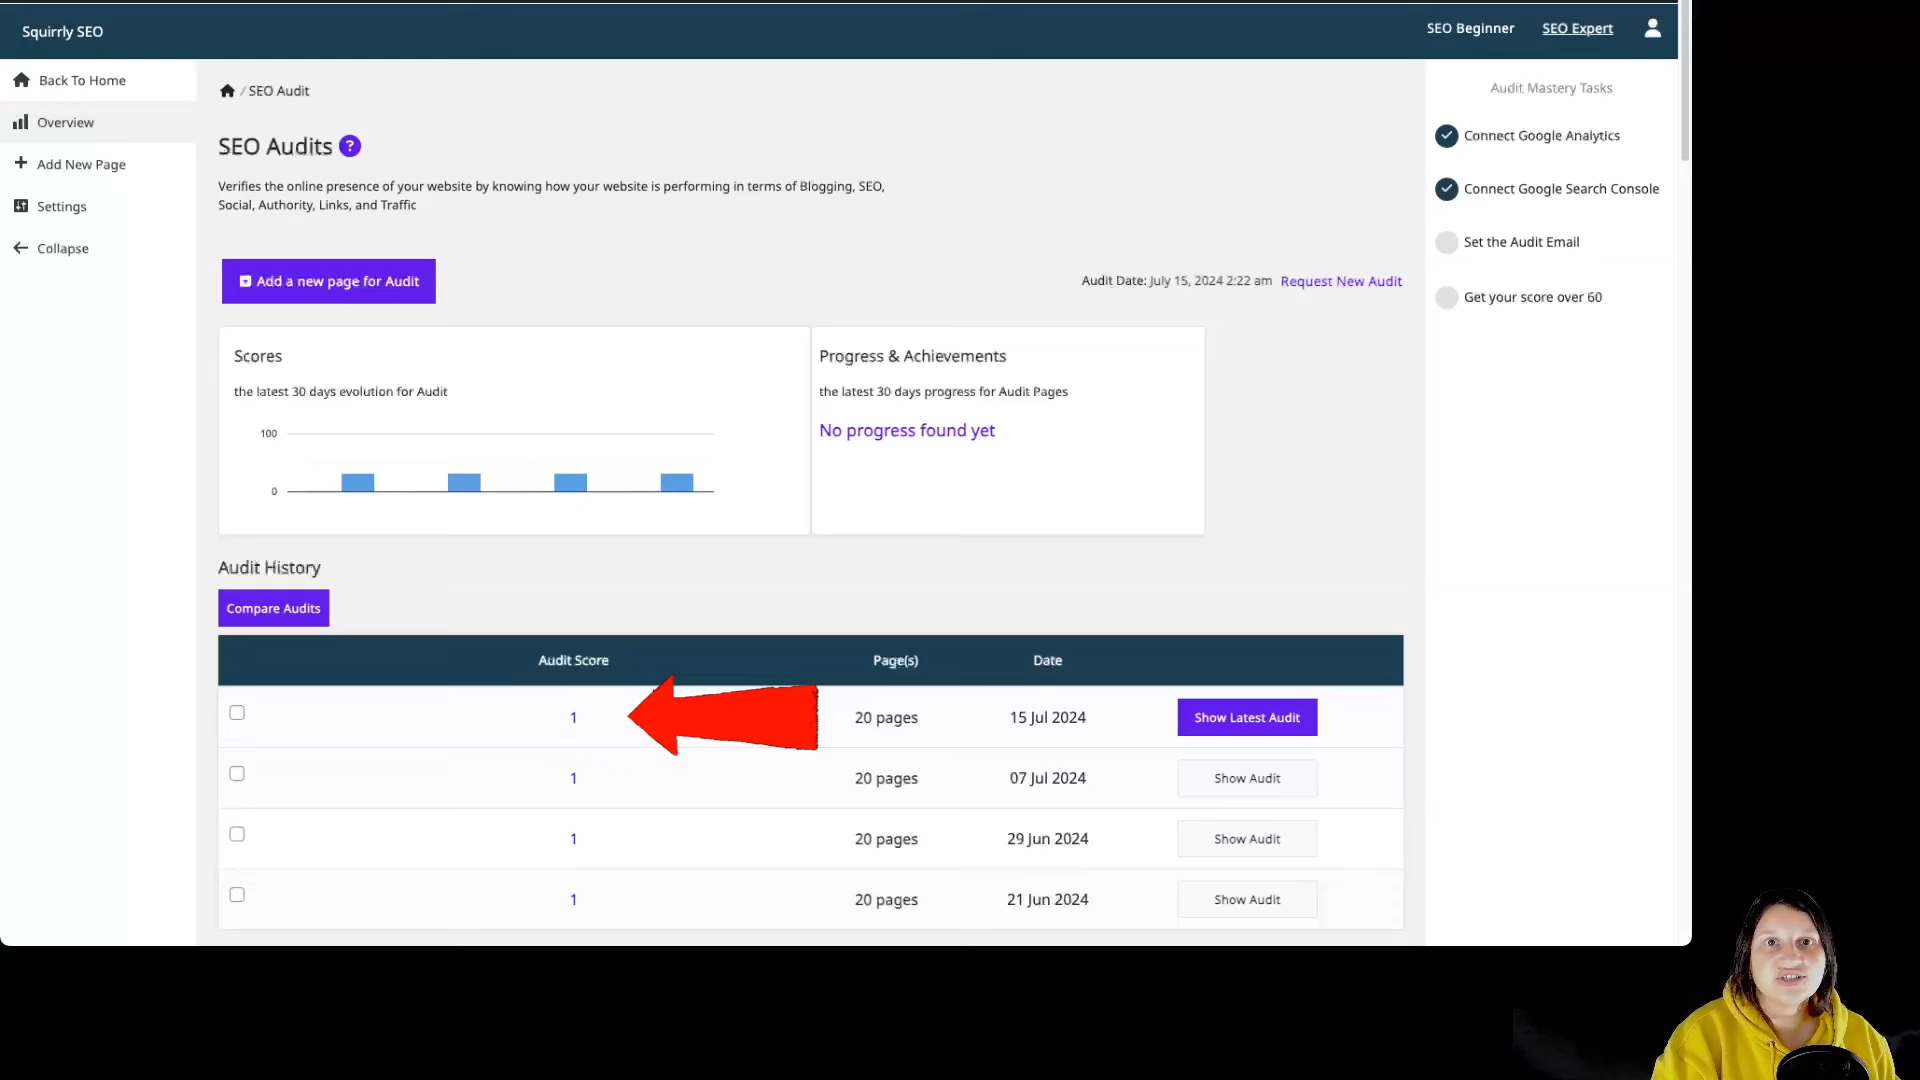 Squirrly SEO
SEO Beginner
SEO Expert
Back To Home
Overview
Add New Page
Settings
Collapse
/ SEO Audit
SEO Audits ?
Verifies the online presence of your website by knowing how your website is performing in terms of Blogging, SEO,
Social, Authority, Links, and Traffic
Add a new page for Audit
Audit Date: July 15, 2024 2:22 am Request New Audit
Scores
the latest 30 days evolution for Audit
100
0
Progress & Achievements
the latest 30 days progress for Audit Pages
No progress found yet
Audit History
Compare Audits
Audit Score Page(s) Date
1 20 pages 15 Jul 2024 Show Latest Audit
1 20 pages 07 Jul 2024 Show Audit
1 20 pages 29 Jun 2024 Show Audit
1 20 pages 21 Jun 2024 Show Audit
Audit Mastery Tasks
Connect Google Analytics
Connect Google Search Console
Set the Audit Email
Get your score over 60